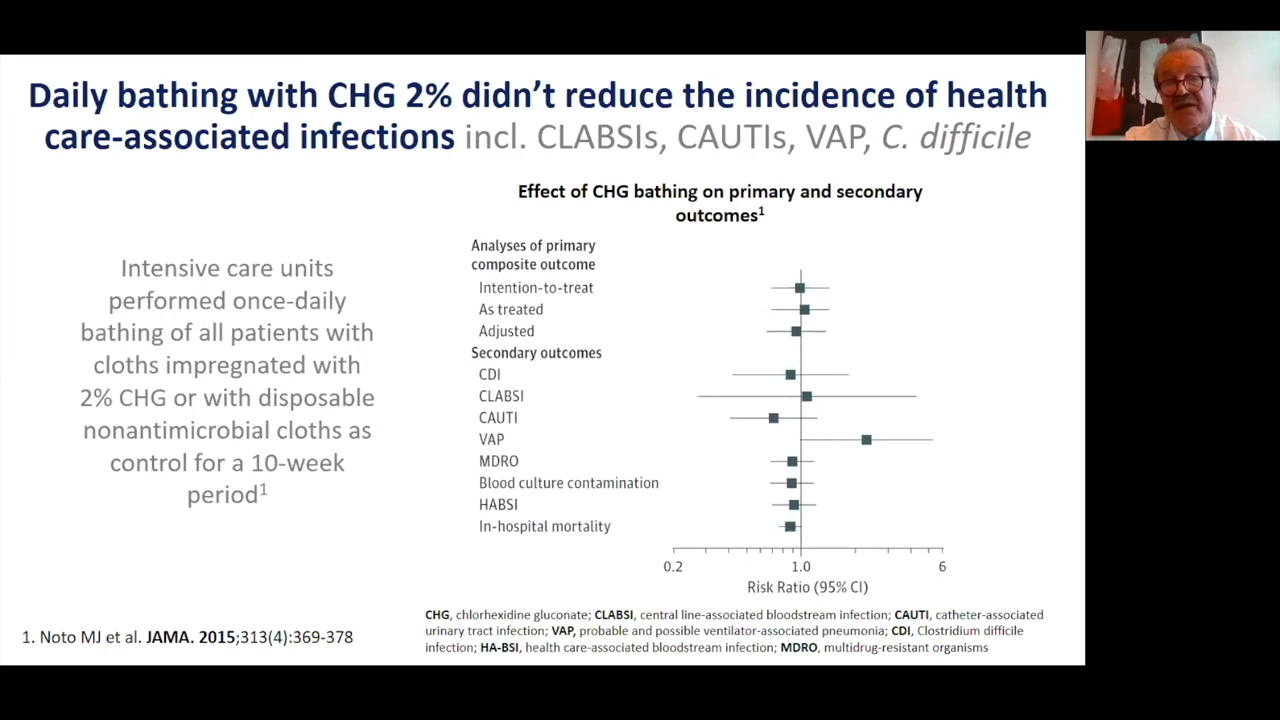 Daily bathing with CHG 2% didn't reduce the incidence of health
care-associated infections incl. CLABSIs, CAUTIs, VAP, C. difficile
Effect of CHG bathing on primary and secondary
outcomes1
Intensive care units
performed once-daily
bathing of all patients with
cloths impregnated with
2% CHG or with disposable
nonantimicrobial cloths as
control for a 10-week
period1
Analyses of primary
composite outcome
Intention-to-treat
As treated
Adjusted
Secondary outcomes
CDI
CLABSI
CAUTI
VAP
MDRO
Blood culture contamination
HABSI
In-hospital mortality
0.2 1.0 6
Risk Ratio (95% CI)
CHG, chlorhexidine gluconate; CLABSI, central line-associated bloodstream infection; CAUTI, catheter-associated
urinary tract infection; VAP, probable and possible ventilator-associated pneumonia; CDI, Clostridium difficile
infection; HA-BSI, health care-associated bloodstream infection; MDRO, multidrug-resistant organisms
1. Noto MJ et al. JAMA. 2015;313(4):369-378